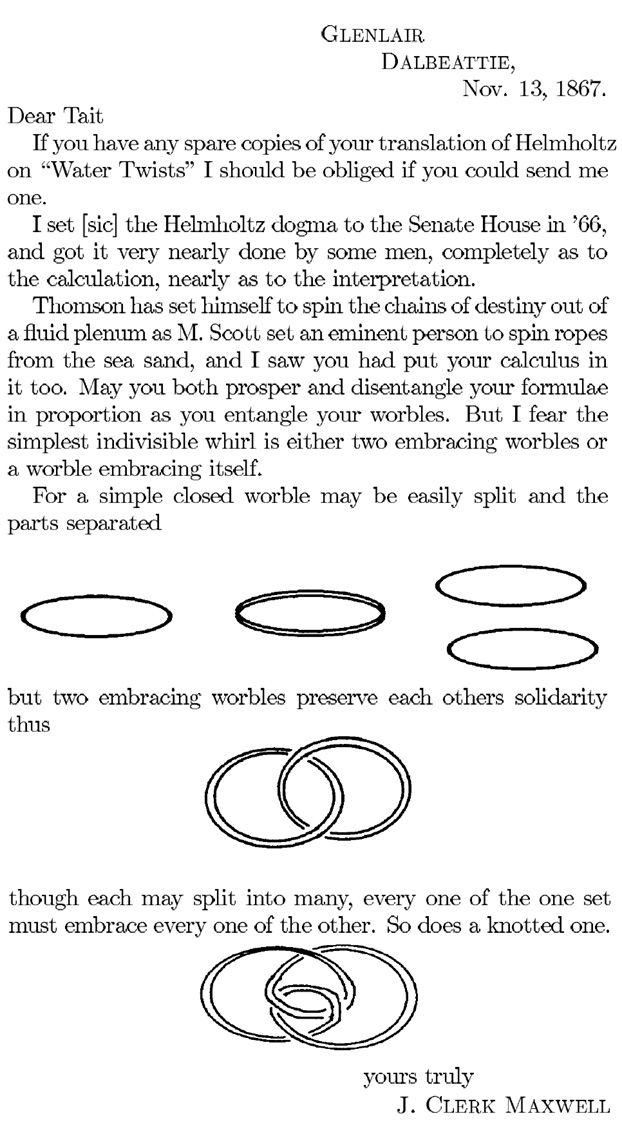 GLENLAIR
DALBEATTIE,
Nov. 13, 1867.
Dear Tait
If you have any spare copies of your translation of Helmholtz
on “Water Twists” I should be obliged if you could send me
one.
I set [sic] the Helmholtz dogma to the Senate House in ’66,
and got it very nearly done by some men, completely as to
the calculation, nearly as to the interpretation.
Thomson has set himself to spin the chains of destiny out of
a fluid plenum as M. Scott set an eminent person to spin ropes
from the sea sand, and I saw you had put your calculus in
it too. May you both prosper and disentangle your formulae
in proportion as you entangle your worbles. But I fear the
simplest indivisible whirl is either two embracing worbles or
a worble embracing itself.
For a simple closed worble may be easily split and the
parts separated
but two embracing worbles preserve each others solidarity
thus
though each may split into many, every one of the one set
must embrace every one of the other. So does a knotted one.
yours truly
J. CLERK MAXWELL